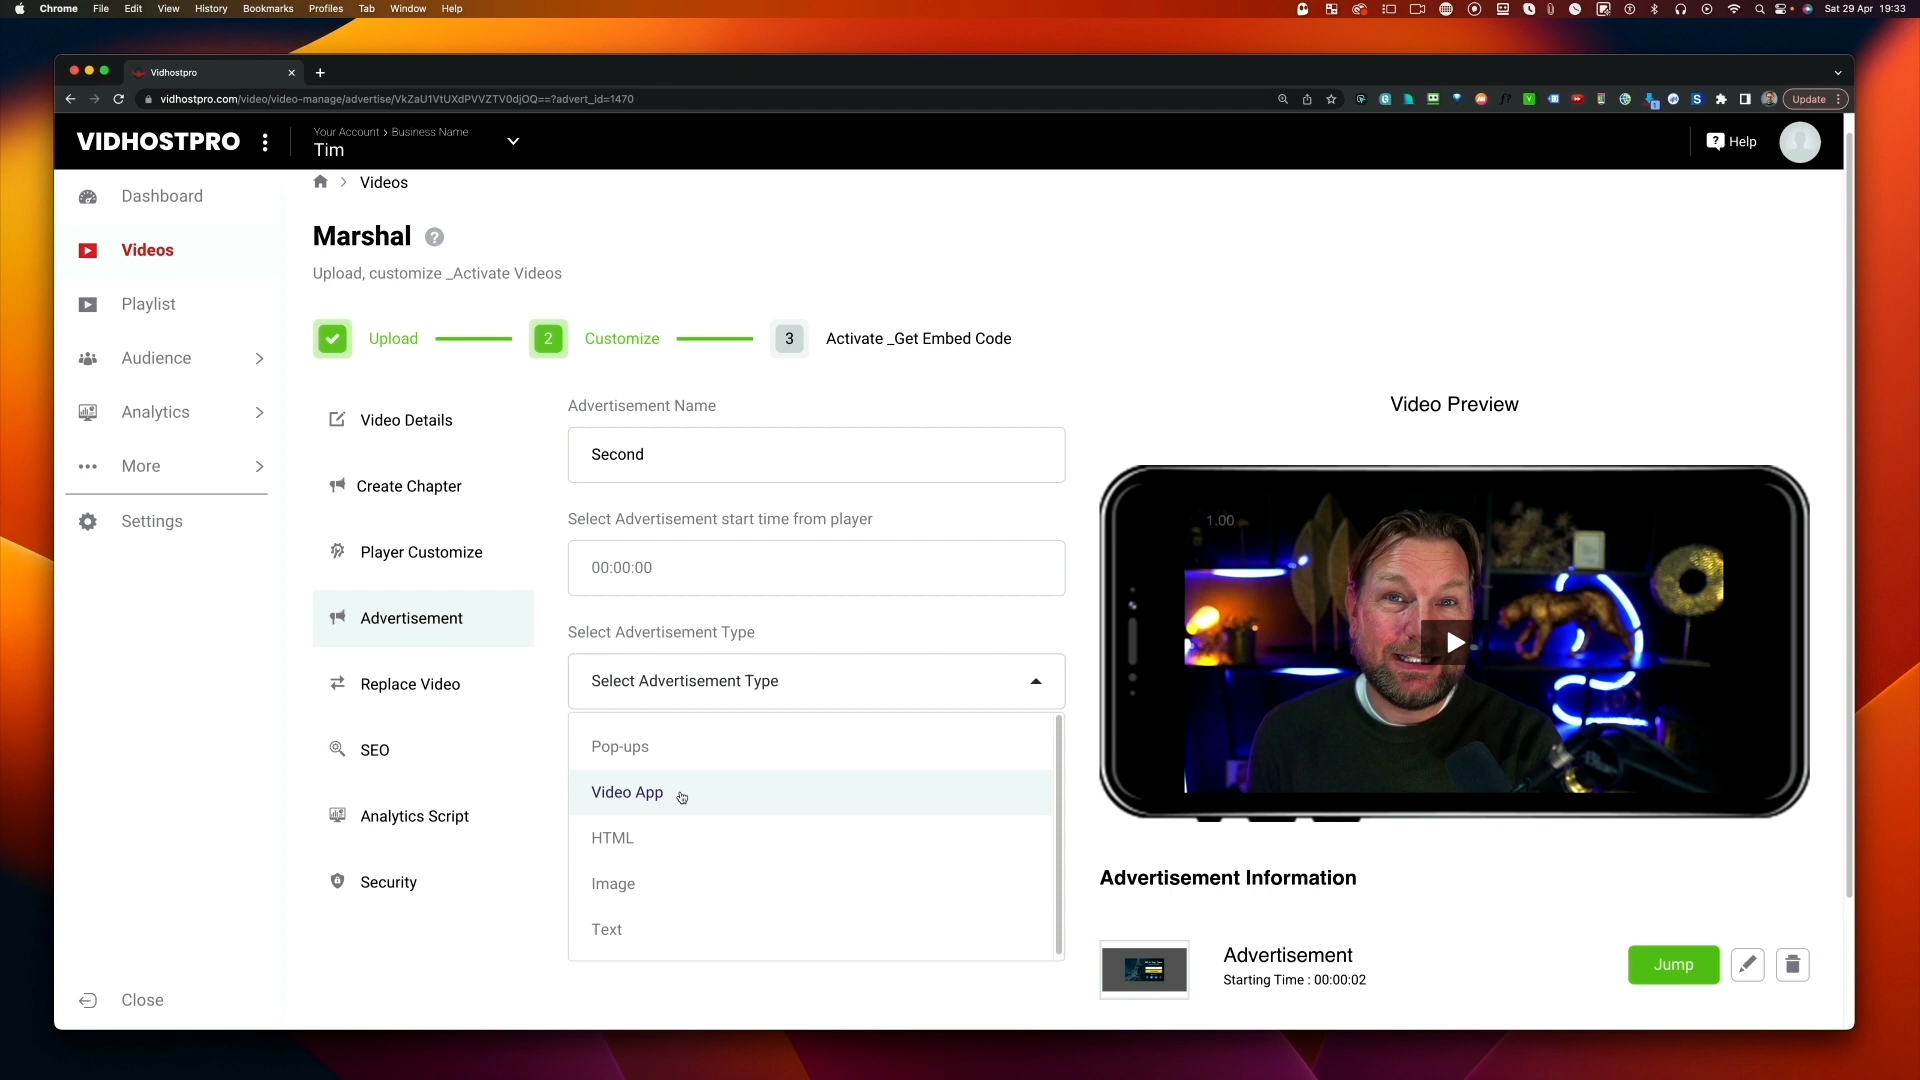 Chrome File Edit View History Bookmarks Profiles Tab Window Help
Sat 29 Apr 19:33
Vidhostpro
vidhostpro.com/video/video-manage/advertise/VkZaU1VtUXdPVVZTV0djOQ==?advert_id=1470
Update
VIDHOSTPRO
Your Account > Business Name
Tim
Help
Dashboard
Videos
Playlist
Audience
Analytics
More
Settings
Close
Videos
Marshal
Upload, customize _Activate Videos
Upload
2 Customize
3 Activate _Get Embed Code
Video Details
Create Chapter
Player Customize
Advertisement
Replace Video
SEO
Analytics Script
Security
Advertisement Name
Second
Select Advertisement start time from player
00:00:00
Select Advertisement Type
Select Advertisement Type
Pop-ups
Video App
HTML
Image
Text
Video Preview
1.00
Blue
Advertisement Information
Advertisement
Starting Time : 00:00:02
Jump